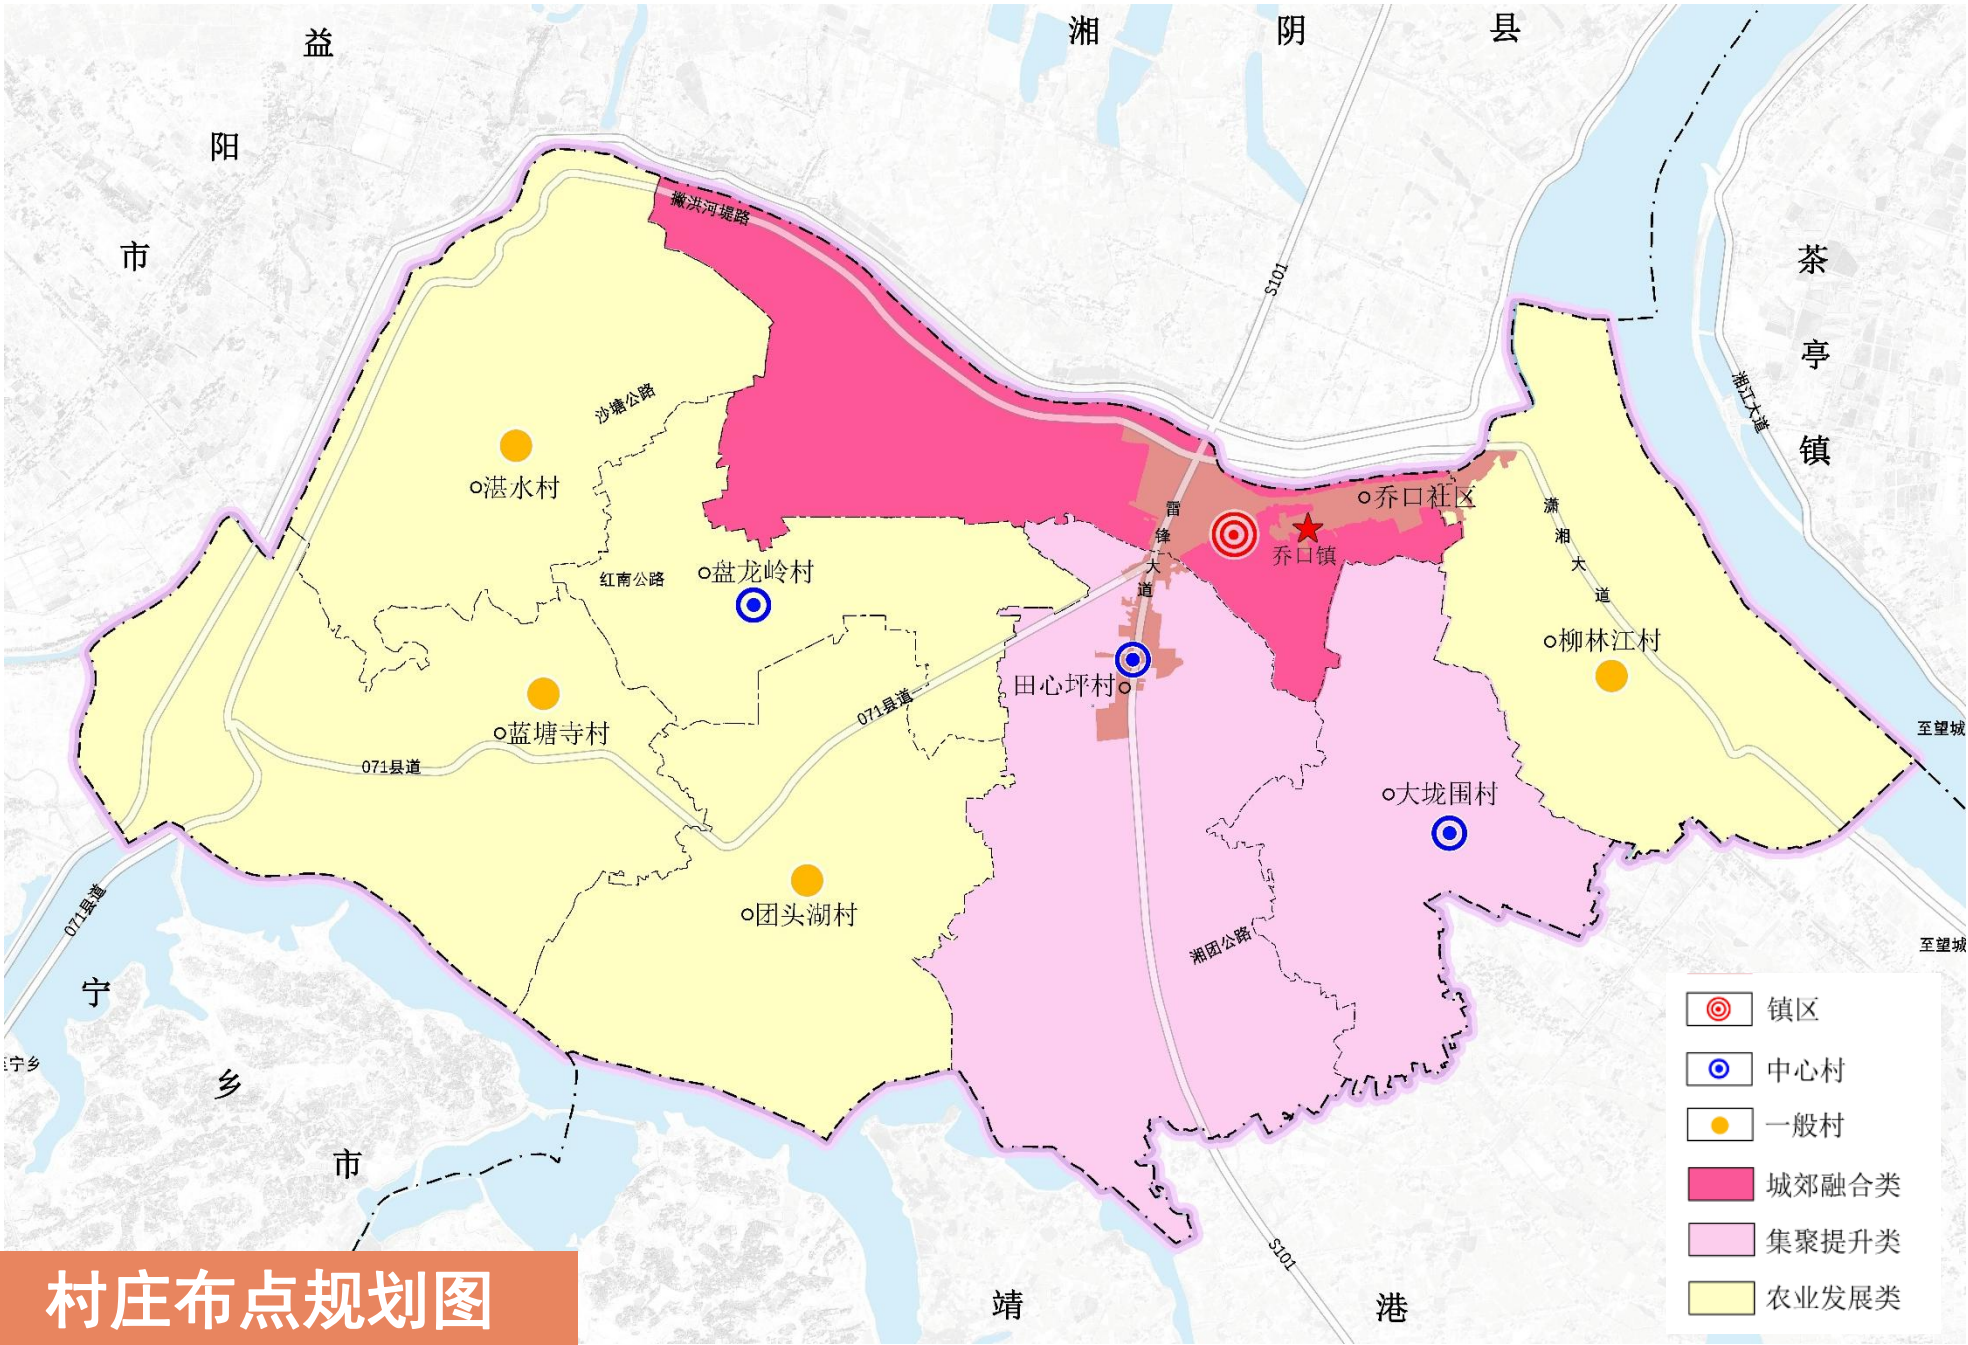 益
阳
市
湘
阴
县
茶
亭
镇
撇洪河堤路
S101
湘江大道
沙塘公路
湛水村
雷锋大道
乔口社区
乔口镇
潇湘大道
红南公路
盘龙岭村
柳林江村
田心坪村
蓝塘寺村
071县道
071县道
至望城
大垅围村
团头湖村
071县道
湘团公路
至望城
宁
乡
市
至宁乡
S101
靖
港
镇区
中心村
一般村
城郊融合类
集聚提升类
农业发展类
村庄布点规划图